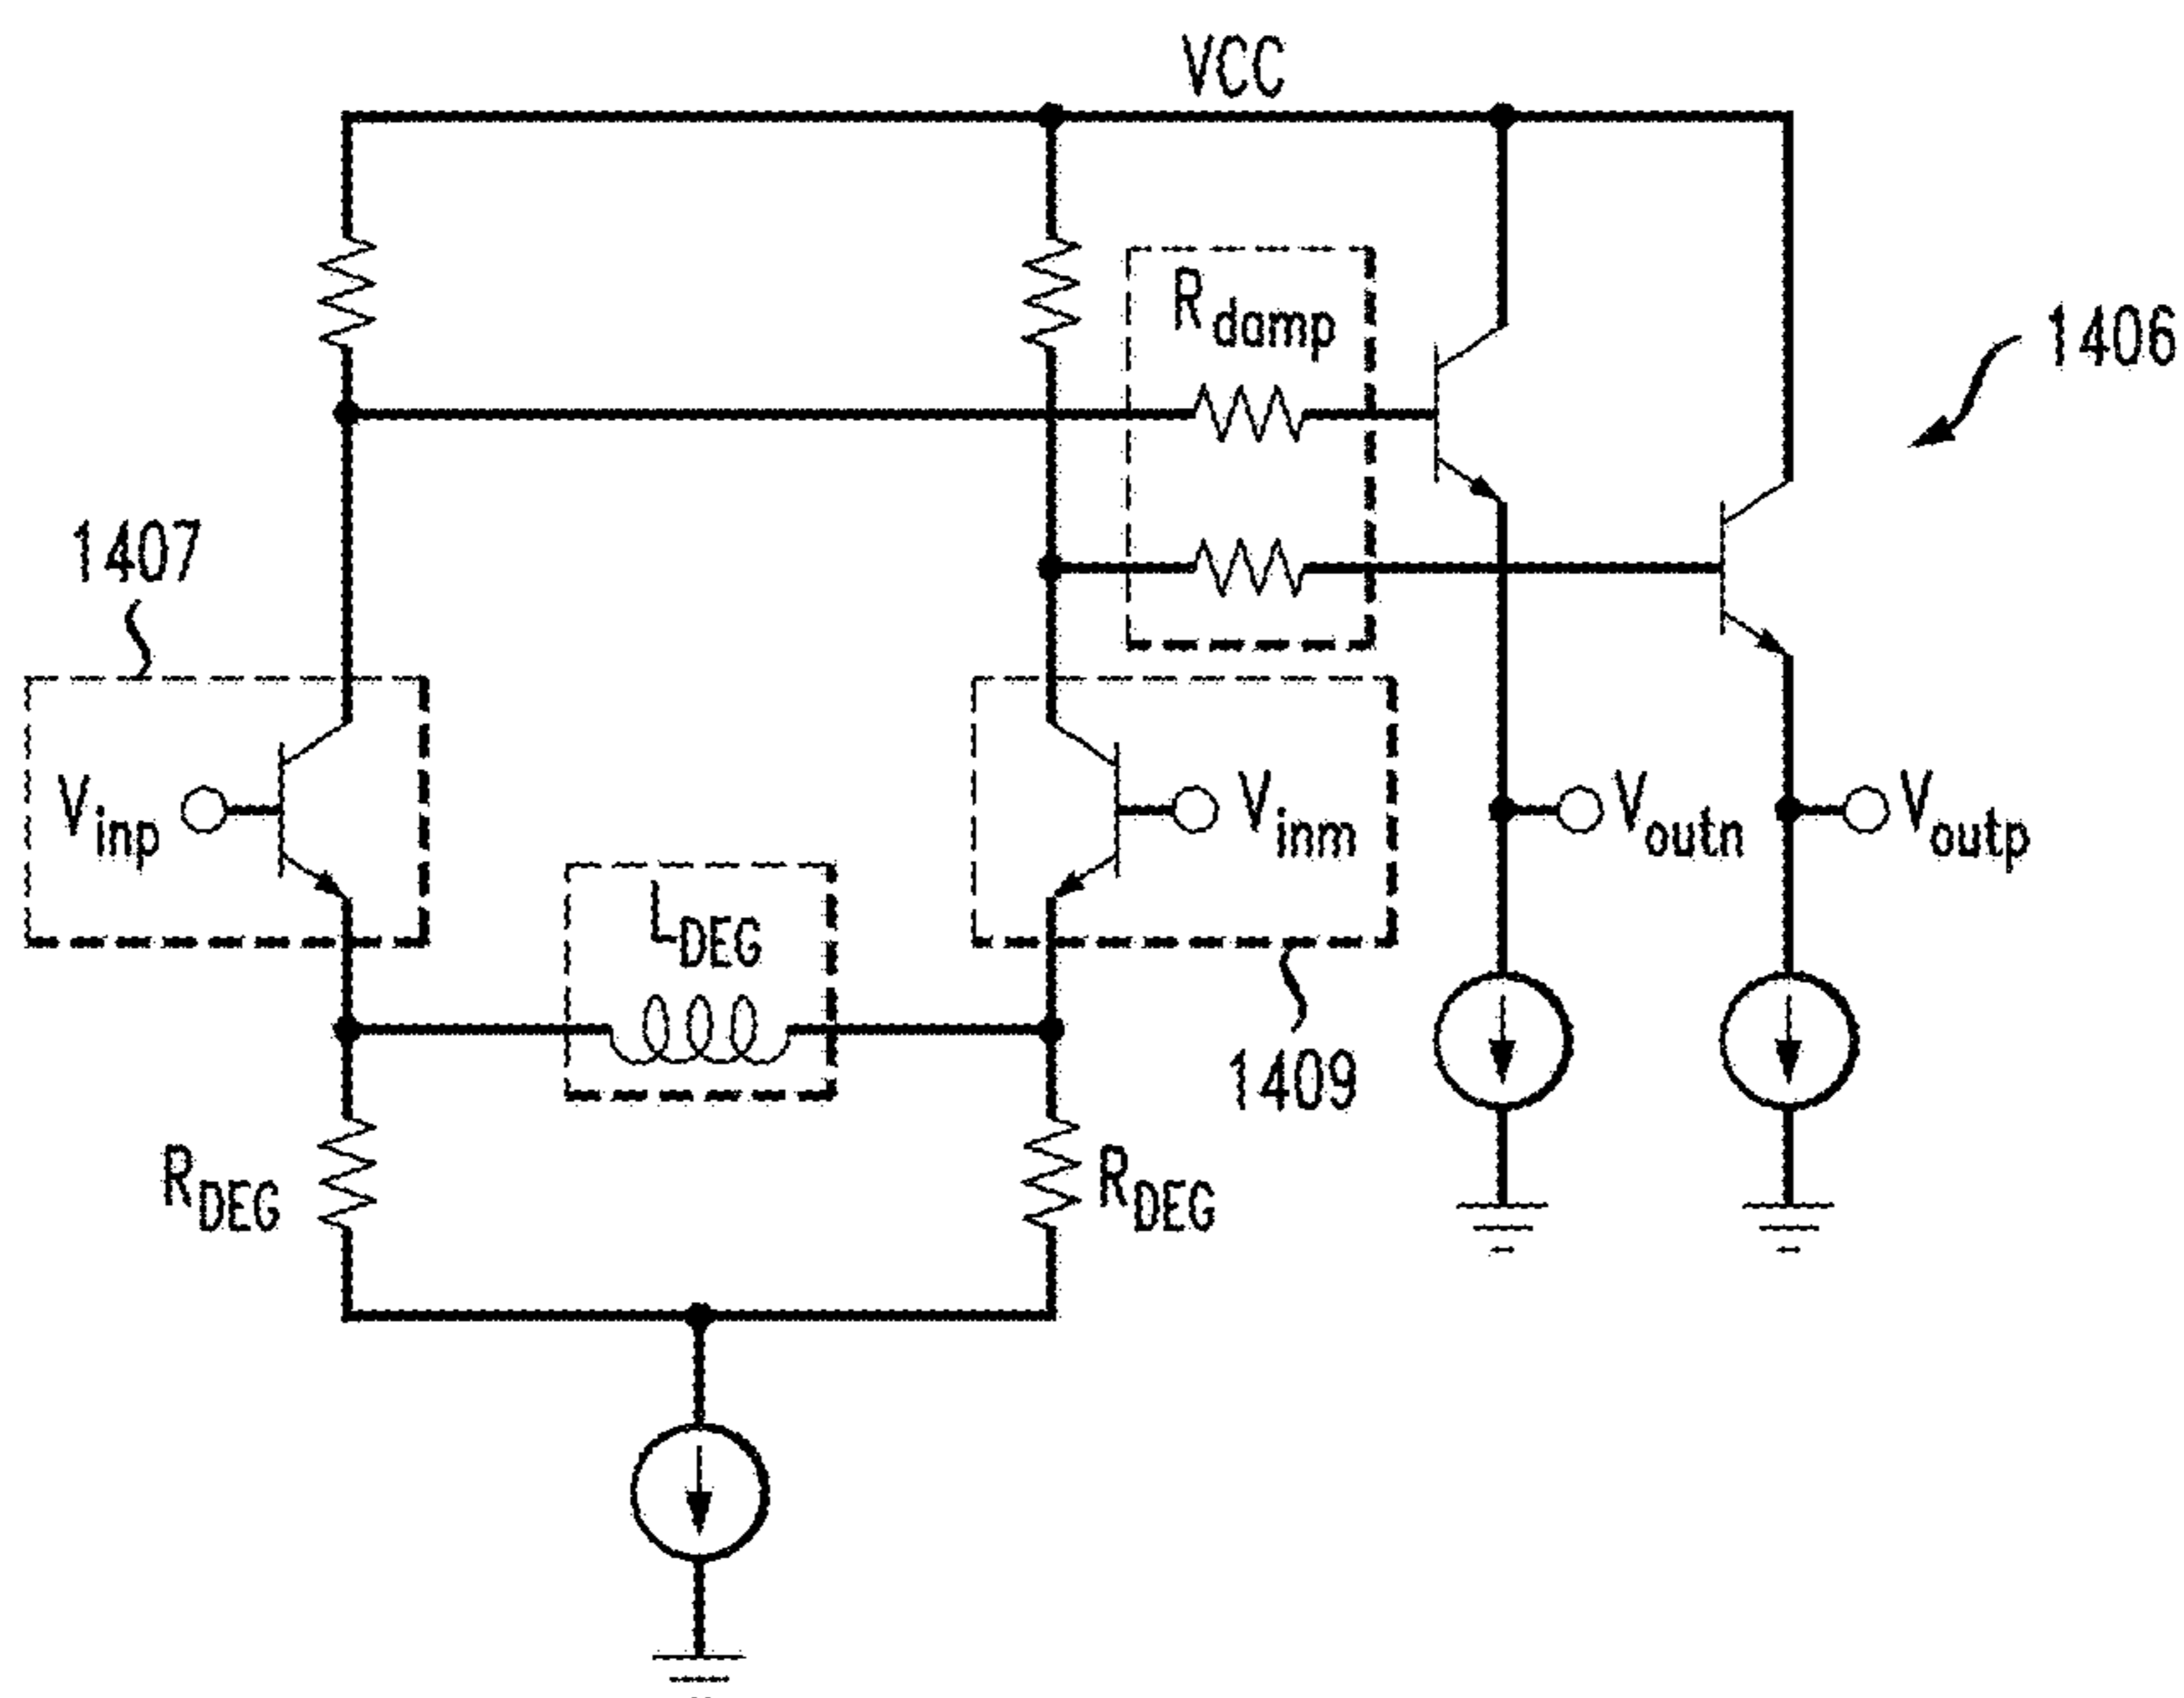 VCC
Rdamp
1406
1407
Vinp
Vinm
Voutn
Voutp
LDEG
1409
RDEG
RDEG